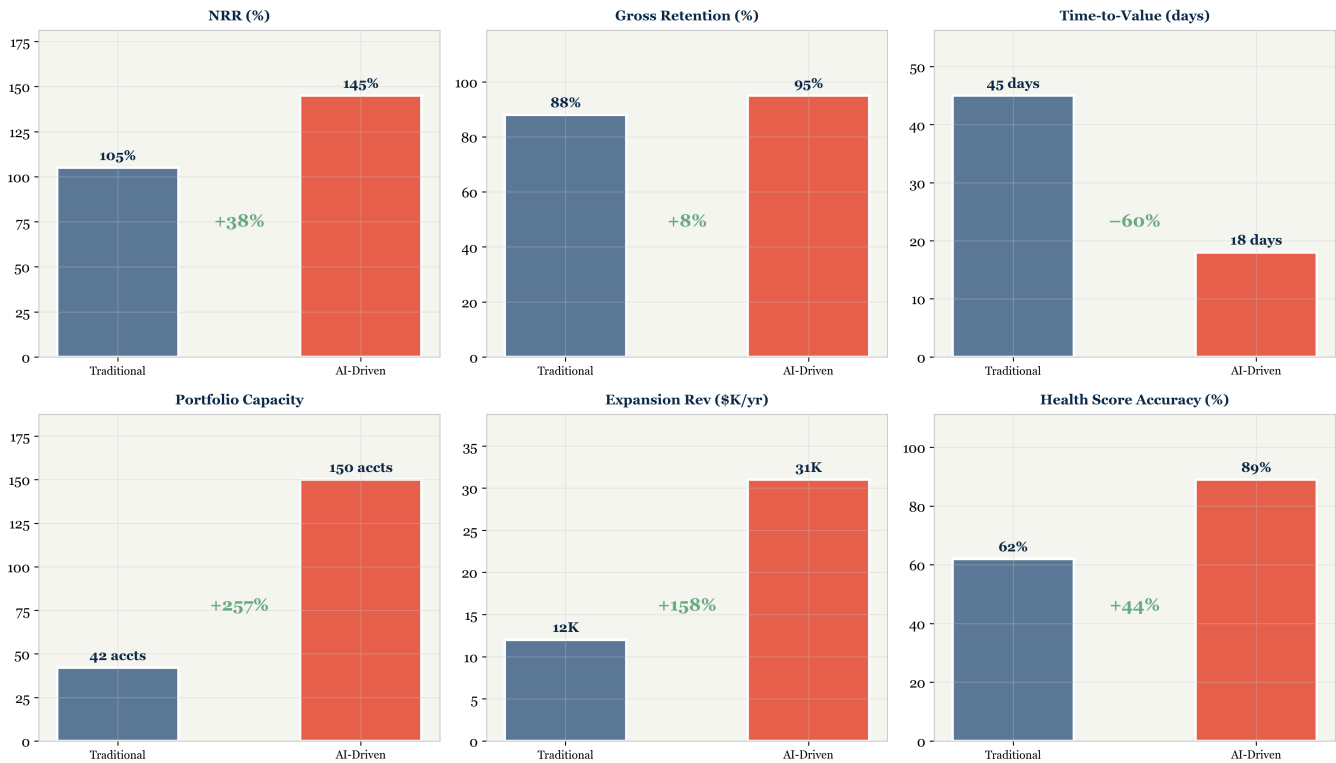 NRR (%)
175
150
125
100
75
50
25
0
105%
145%
+38%
Traditional
AI-Driven
Gross Retention (%)
100
80
60
40
20
0
88%
95%
+8%
Traditional
AI-Driven
Time-to-Value (days)
50
40
30
20
10
0
45 days
18 days
−60%
Traditional
AI-Driven
Portfolio Capacity
175
150
125
100
75
50
25
0
42 accts
150 accts
+257%
Traditional
AI-Driven
Expansion Rev ($K/yr)
35
30
25
20
15
10
5
0
12K
31K
+158%
Traditional
AI-Driven
Health Score Accuracy (%)
100
80
60
40
20
0
62%
89%
+44%
Traditional
AI-Driven